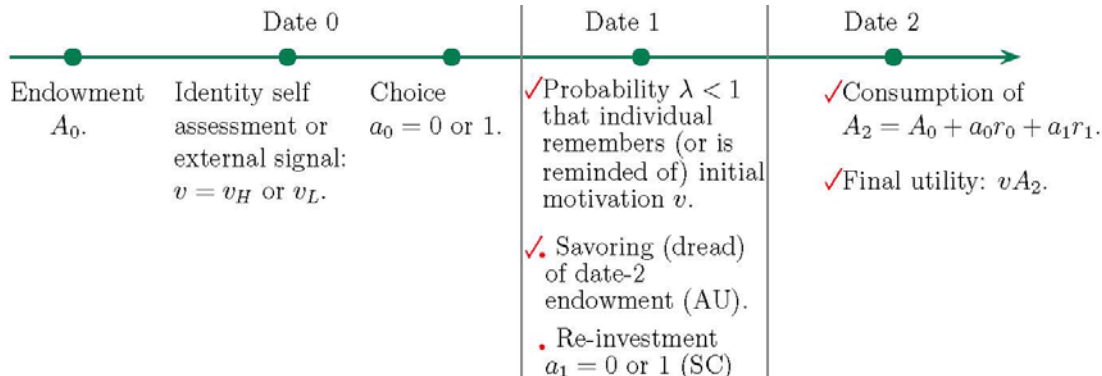 Date 0
Date 1
Date 2
Endowment
A₀.
Identity self
assessment or
external signal:
v = v_H or v_L.
Choice
a₀ = 0 or 1.
✓Probability λ < 1
that individual
remembers (or is
reminded of) initial
motivation v.
✓• Savoring (dread)
of date-2
endowment (AU).
• Re-investment
a₁ = 0 or 1 (SC)
✓Consumption of
A₂ = A₀ + a₀r₀ + a₁r₁.
✓Final utility: vA₂.